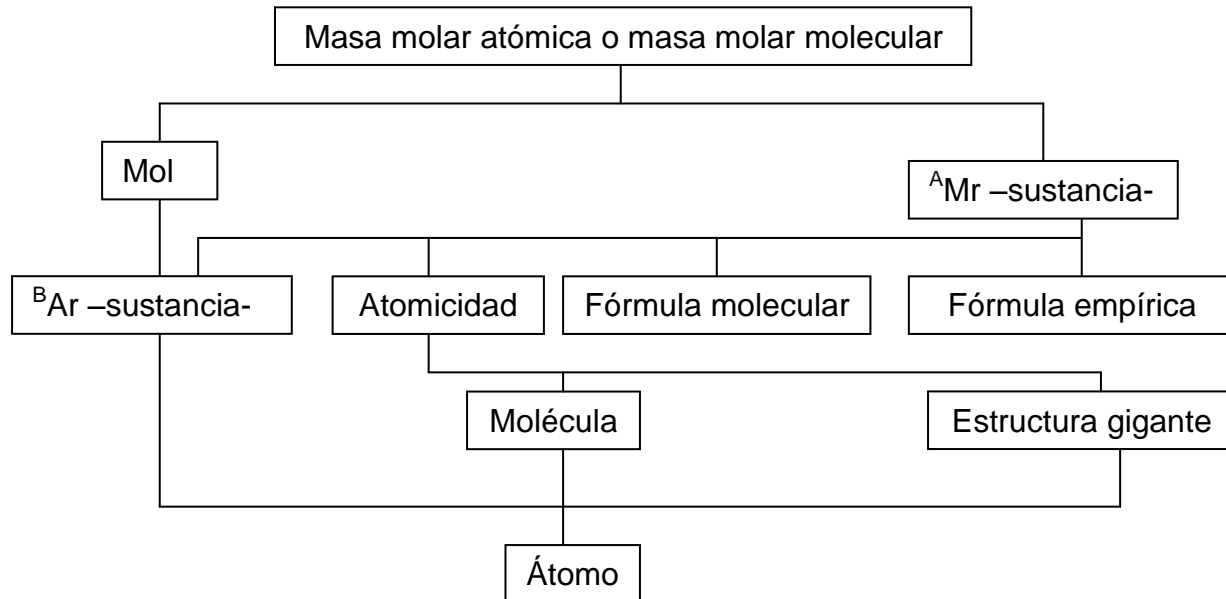 Masa molar atómica o masa molar molecular
Mol
ᴬMr –sustancia-
ᴮAr –sustancia-
Atomicidad
Fórmula molecular
Fórmula empírica
Molécula
Estructura gigante
Átomo